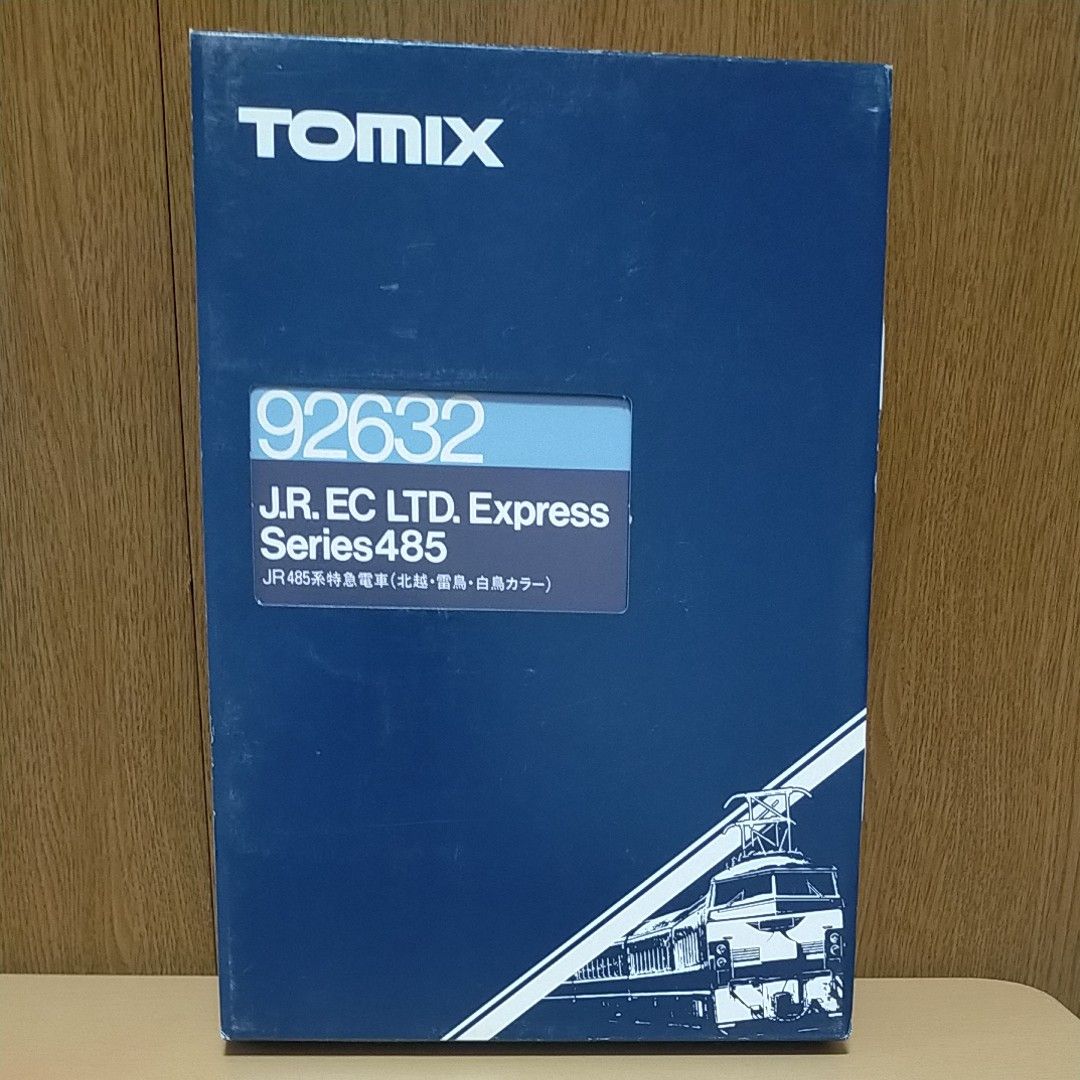 TOMIX
92632
J.R. EC LTD. Express
Series485
JR485系特急電車(北越・雷鳥・白鳥カラー)